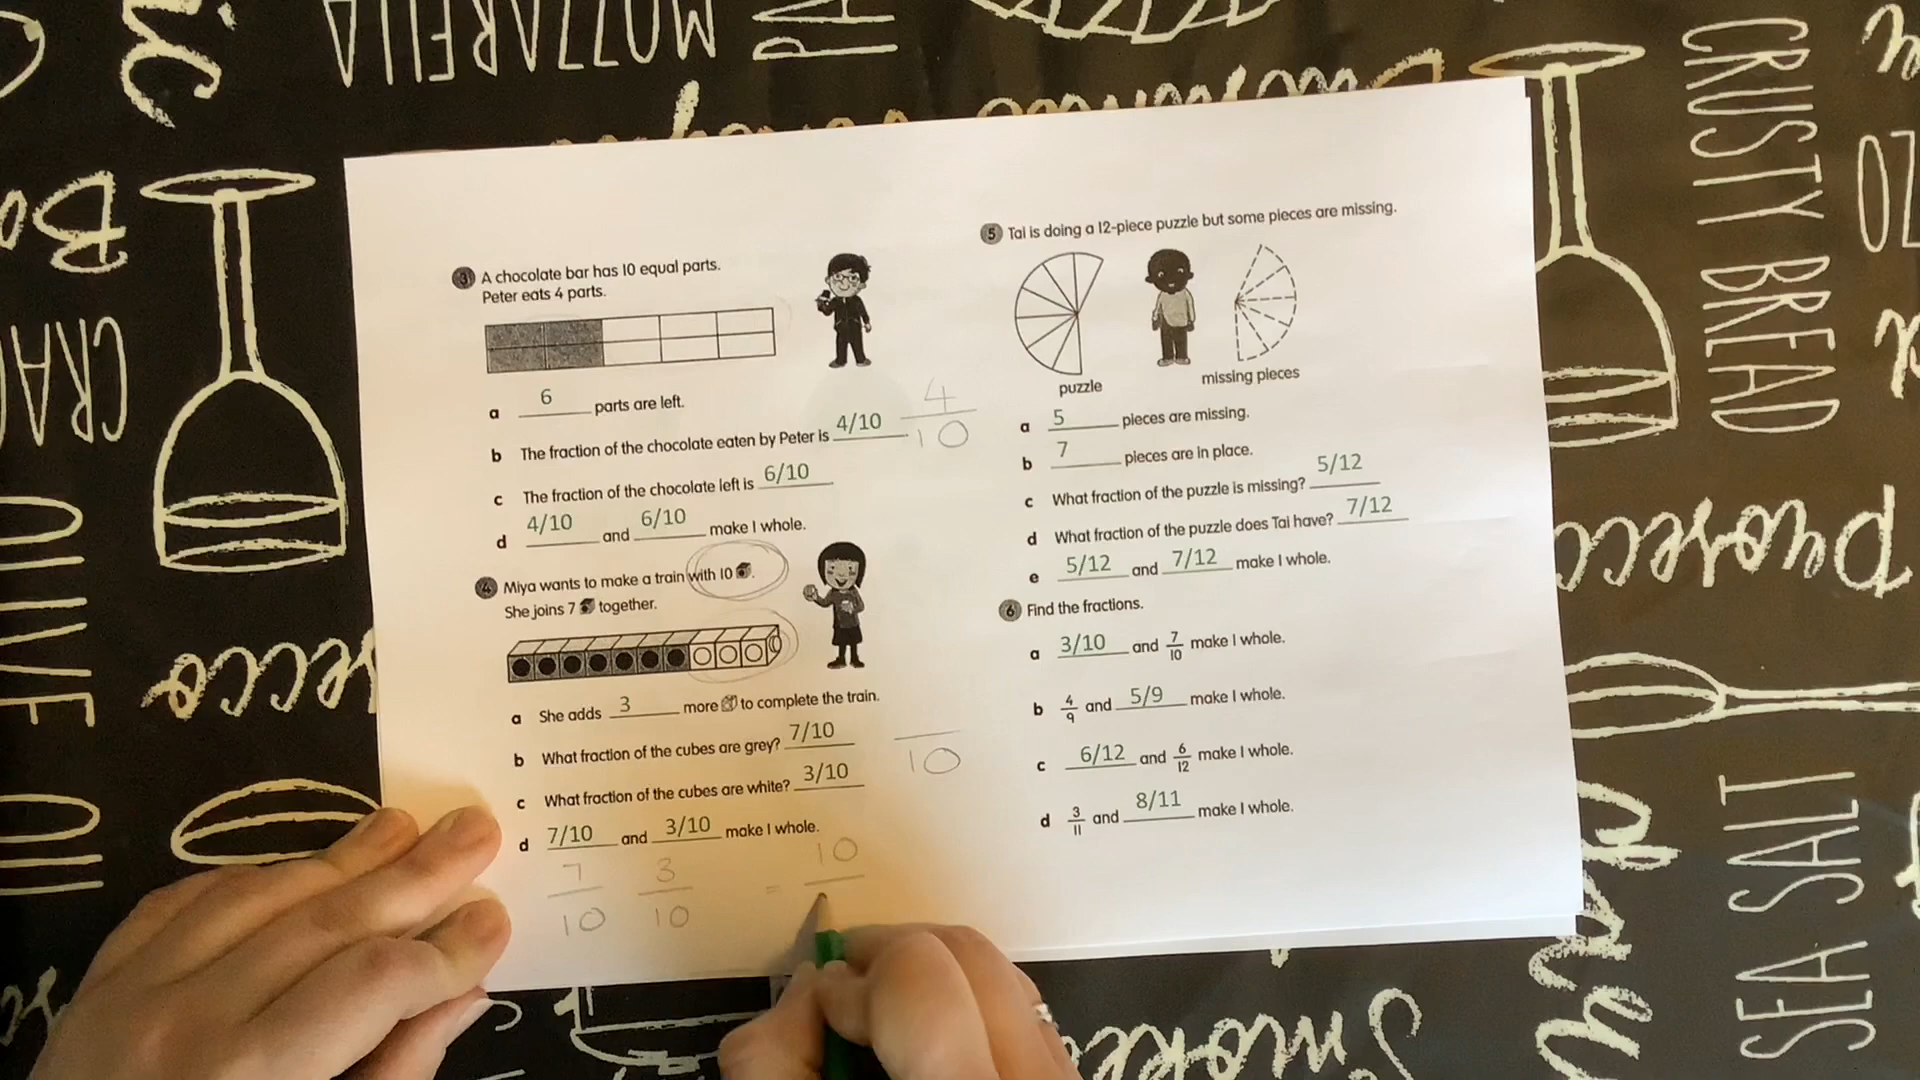 MOZZARELLA
CRUSTY BREAD
3 A chocolate bar has 10 equal parts.
Peter eats 4 parts.
a 6 parts are left.
b The fraction of the chocolate eaten by Peter is 4/10 4/10
c The fraction of the chocolate left is 6/10
d 4/10 and 6/10 make 1 whole.
4 Miya wants to make a train with 10 .
She joins 7 together.
a She adds 3 more to complete the train.
b What fraction of the cubes are grey? 7/10
10
c What fraction of the cubes are white? 3/10
d 7/10 and 3/10 make 1 whole.
7/10 3/10 = 10
5 Tai is doing a 12-piece puzzle but some pieces are missing.
puzzle missing pieces
a 5 pieces are missing.
b 7 pieces are in place.
c What fraction of the puzzle is missing? 5/12
d What fraction of the puzzle does Tai have? 7/12
e 5/12 and 7/12 make 1 whole.
6 Find the fractions.
a 3/10 and 7/10 make 1 whole.
b 4/9 and 5/9 make 1 whole.
c 6/12 and 6/12 make 1 whole.
d 3/11 and 8/11 make 1 whole.
OLIVE OIL
SEA SALT